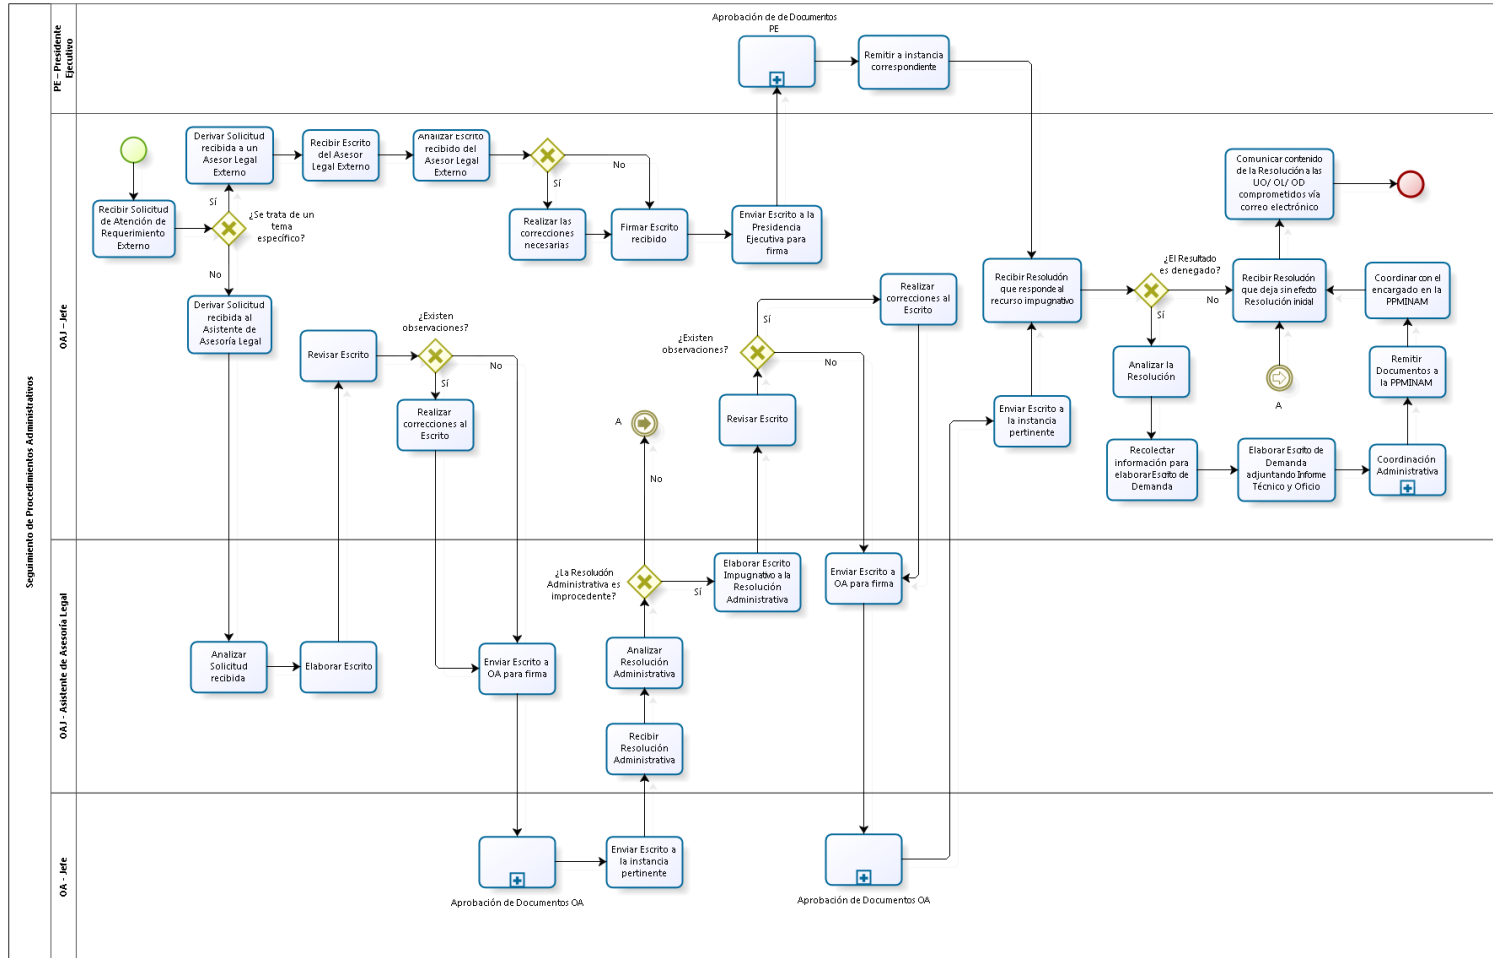 Seguimiento de Procedimientos Administrativos
PE – Presidente
Ejecutivo
Aprobación de de Documentos
PE
Remitir a instancia
correspondiente
OAJ – Jefe
Recibir Solicitud
de Atención de
Requerimiento
Externo
¿Se trata de un
tema
específico?
Sí
No
Derivar Solicitud
recibida a un
Asesor Legal
Externo
Recibir Escrito
del Asesor
Legal Externo
Analizar Escrito
recibido del
Asesor Legal
Externo
No
Sí
Realizar las
correcciones
necesarias
Firmar Escrito
recibido
Enviar Escrito a la
Presidencia
Ejecutiva para
firma
Derivar Solicitud
recibida al
Asistente de
Asesoría Legal
Revisar Escrito
¿Existen
observaciones?
No
Sí
Realizar
correcciones al
Escrito
A
No
Revisar Escrito
¿Existen
observaciones?
Sí
No
Realizar
correcciones al
Escrito
Recibir Resolución
que responde al
recurso impugnativo
Enviar Escrito a
la instancia
pertinente
¿El Resultado
es denegado?
No
Sí
Analizar la
Resolución
Recolectar
información para
elaborar Escrito de
Demanda
Elaborar Escrito de
Demanda
adjuntando Informe
Técnico y Oficio
Coordinación
Administrativa
Remitir
Documentos a
la PPMINAM
Coordinar con el
encargado en la
PPMINAM
Recibir Resolución
que deja sin efecto
Resolución inicial
A
Comunicar contenido
de la Resolución a las
UO/ OL/ OD
comprometidos vía
correo electrónico
OAJ - Asistente de Asesoría Legal
Analizar
Solicitud
recibida
Elaborar Escrito
Enviar Escrito a
OA para firma
¿La Resolución
Administrativa es
improcedente?
Sí
Analizar
Resolución
Administrativa
Recibir
Resolución
Administrativa
Elaborar Escrito
Impugnativo a la
Resolución
Administrativa
Enviar Escrito a
OA para firma
OA - Jefe
Aprobación de Documentos OA
Enviar Escrito a
la instancia
pertinente
Aprobación de Documentos OA